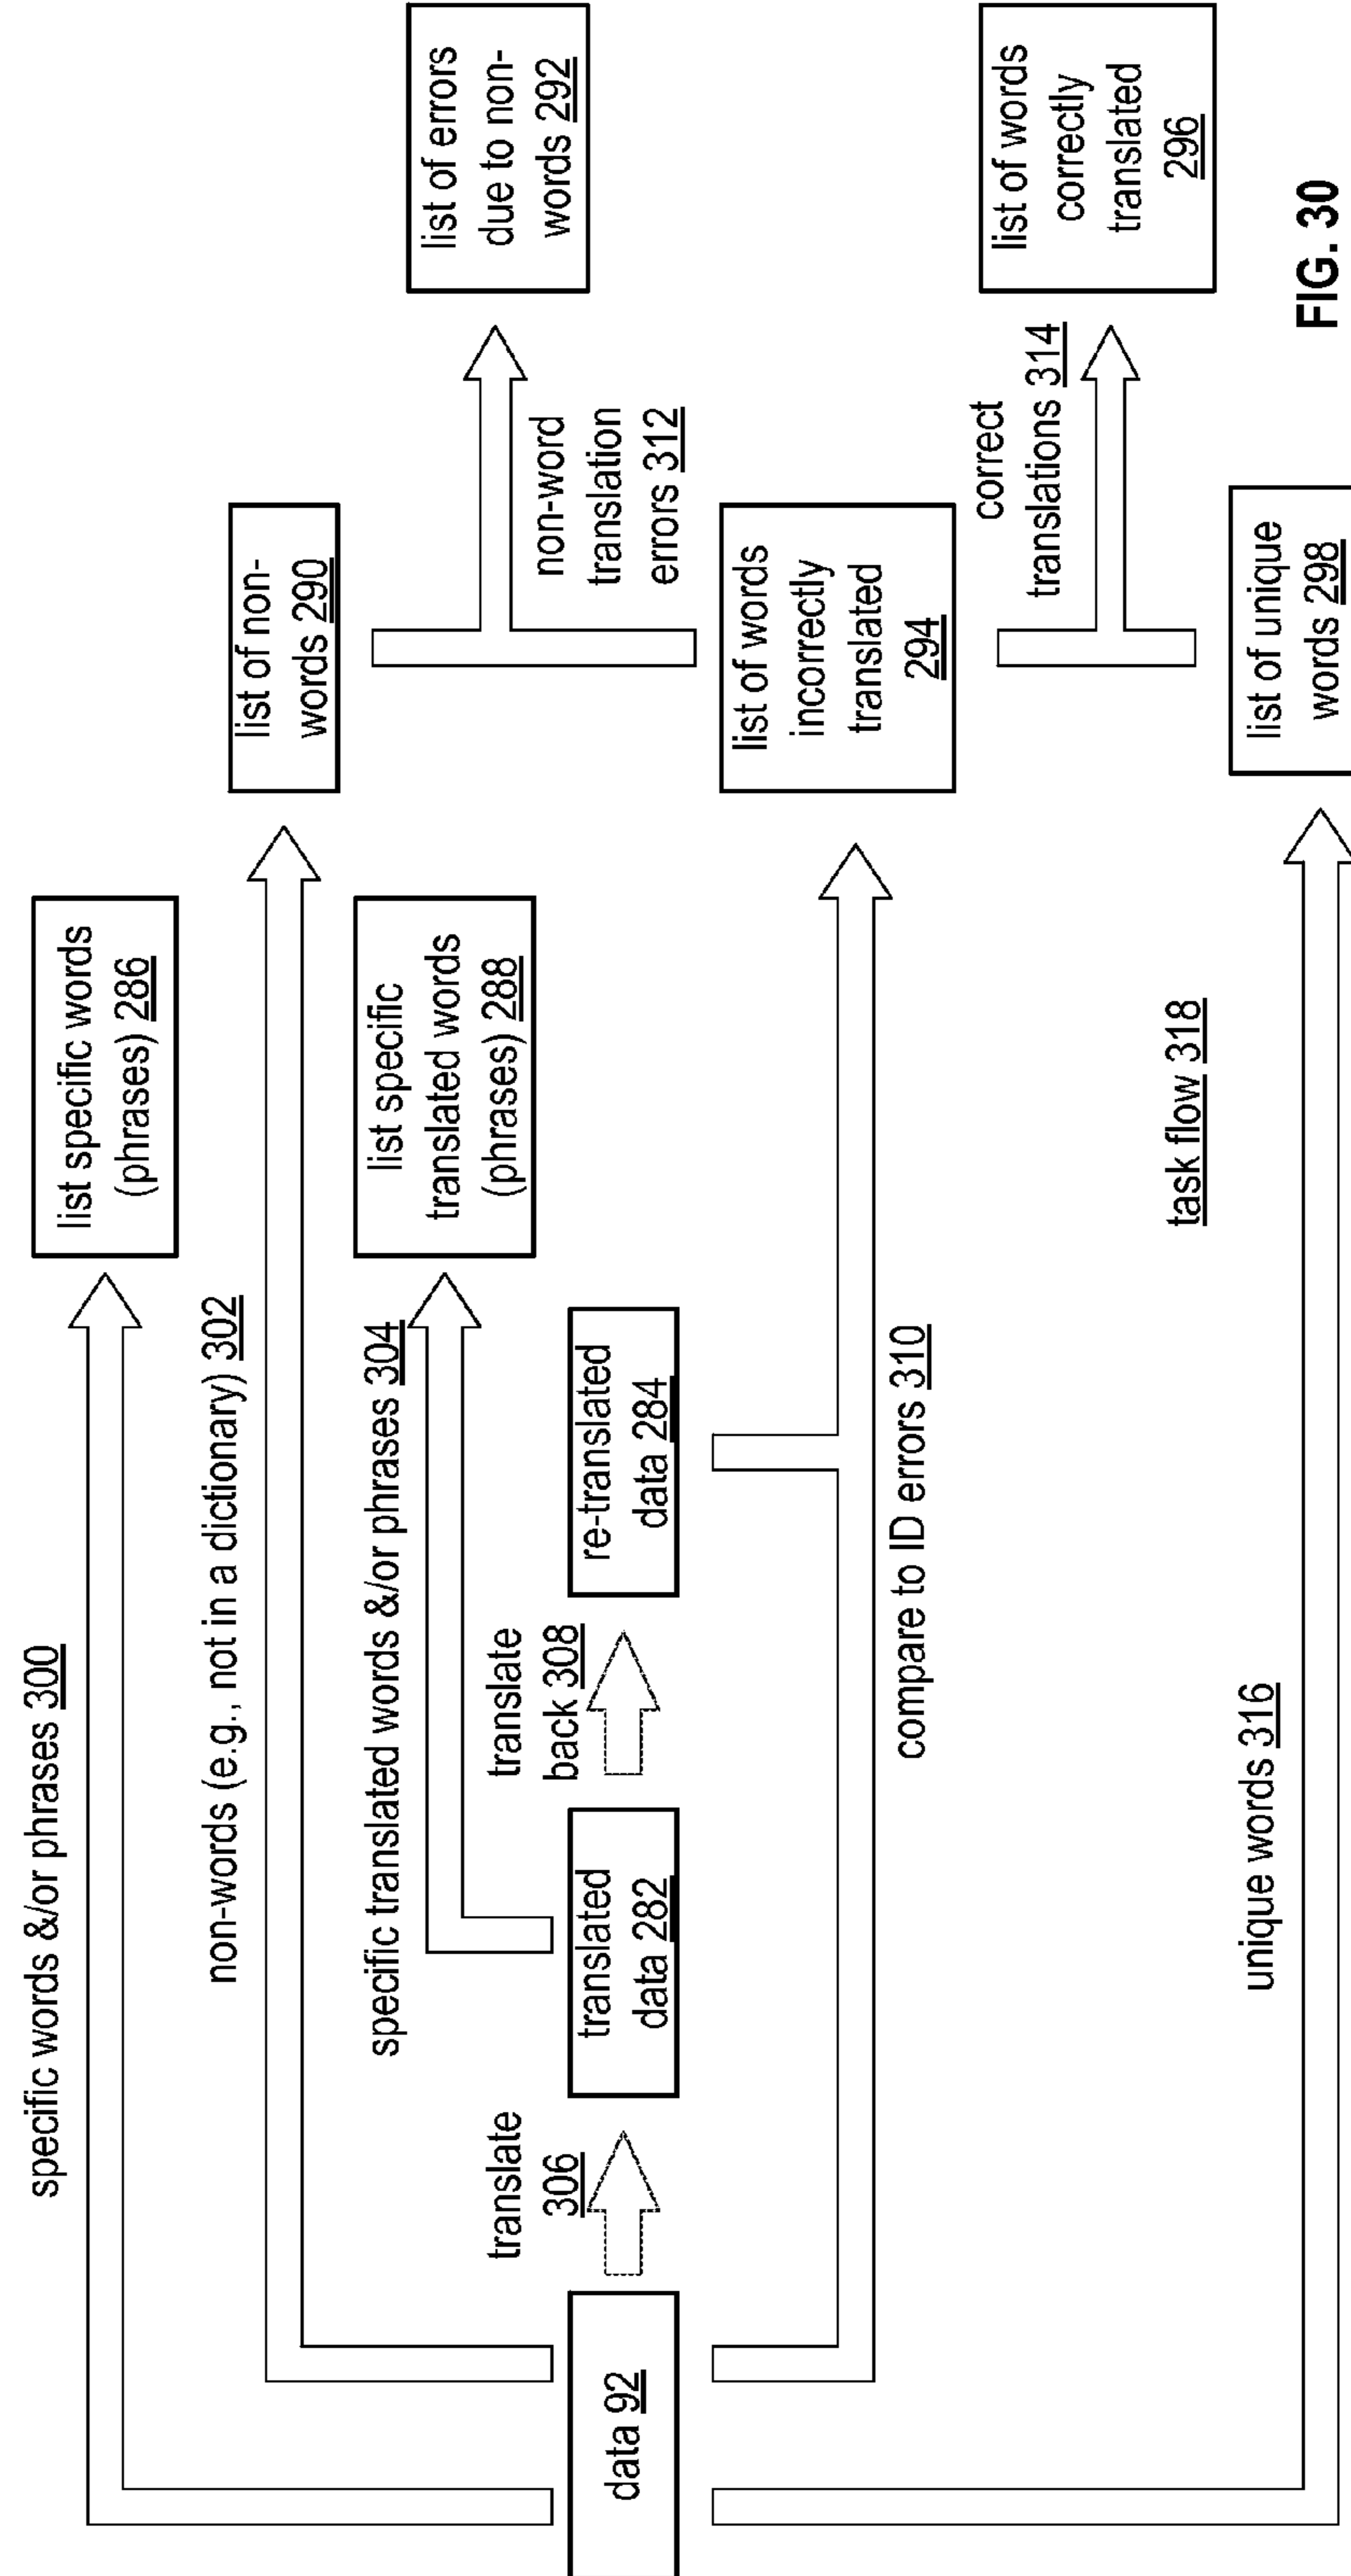 specific words &/or phrases 300
list specific words
(phrases) 286
non-words (e.g., not in a dictionary) 302
list of non-
words 290
specific translated words &/or phrases 304
list specific
translated words
(phrases) 288
list of errors
due to non-
words 292
non-word
translation
errors 312
data 92
translate
306
translated
data 282
translate
back 308
re-translated
data 284
compare to ID errors 310
list of words
incorrectly
translated
294
correct
translations 314
list of words
correctly
translated
296
task flow 318
unique words 316
list of unique
words 298
FIG. 30